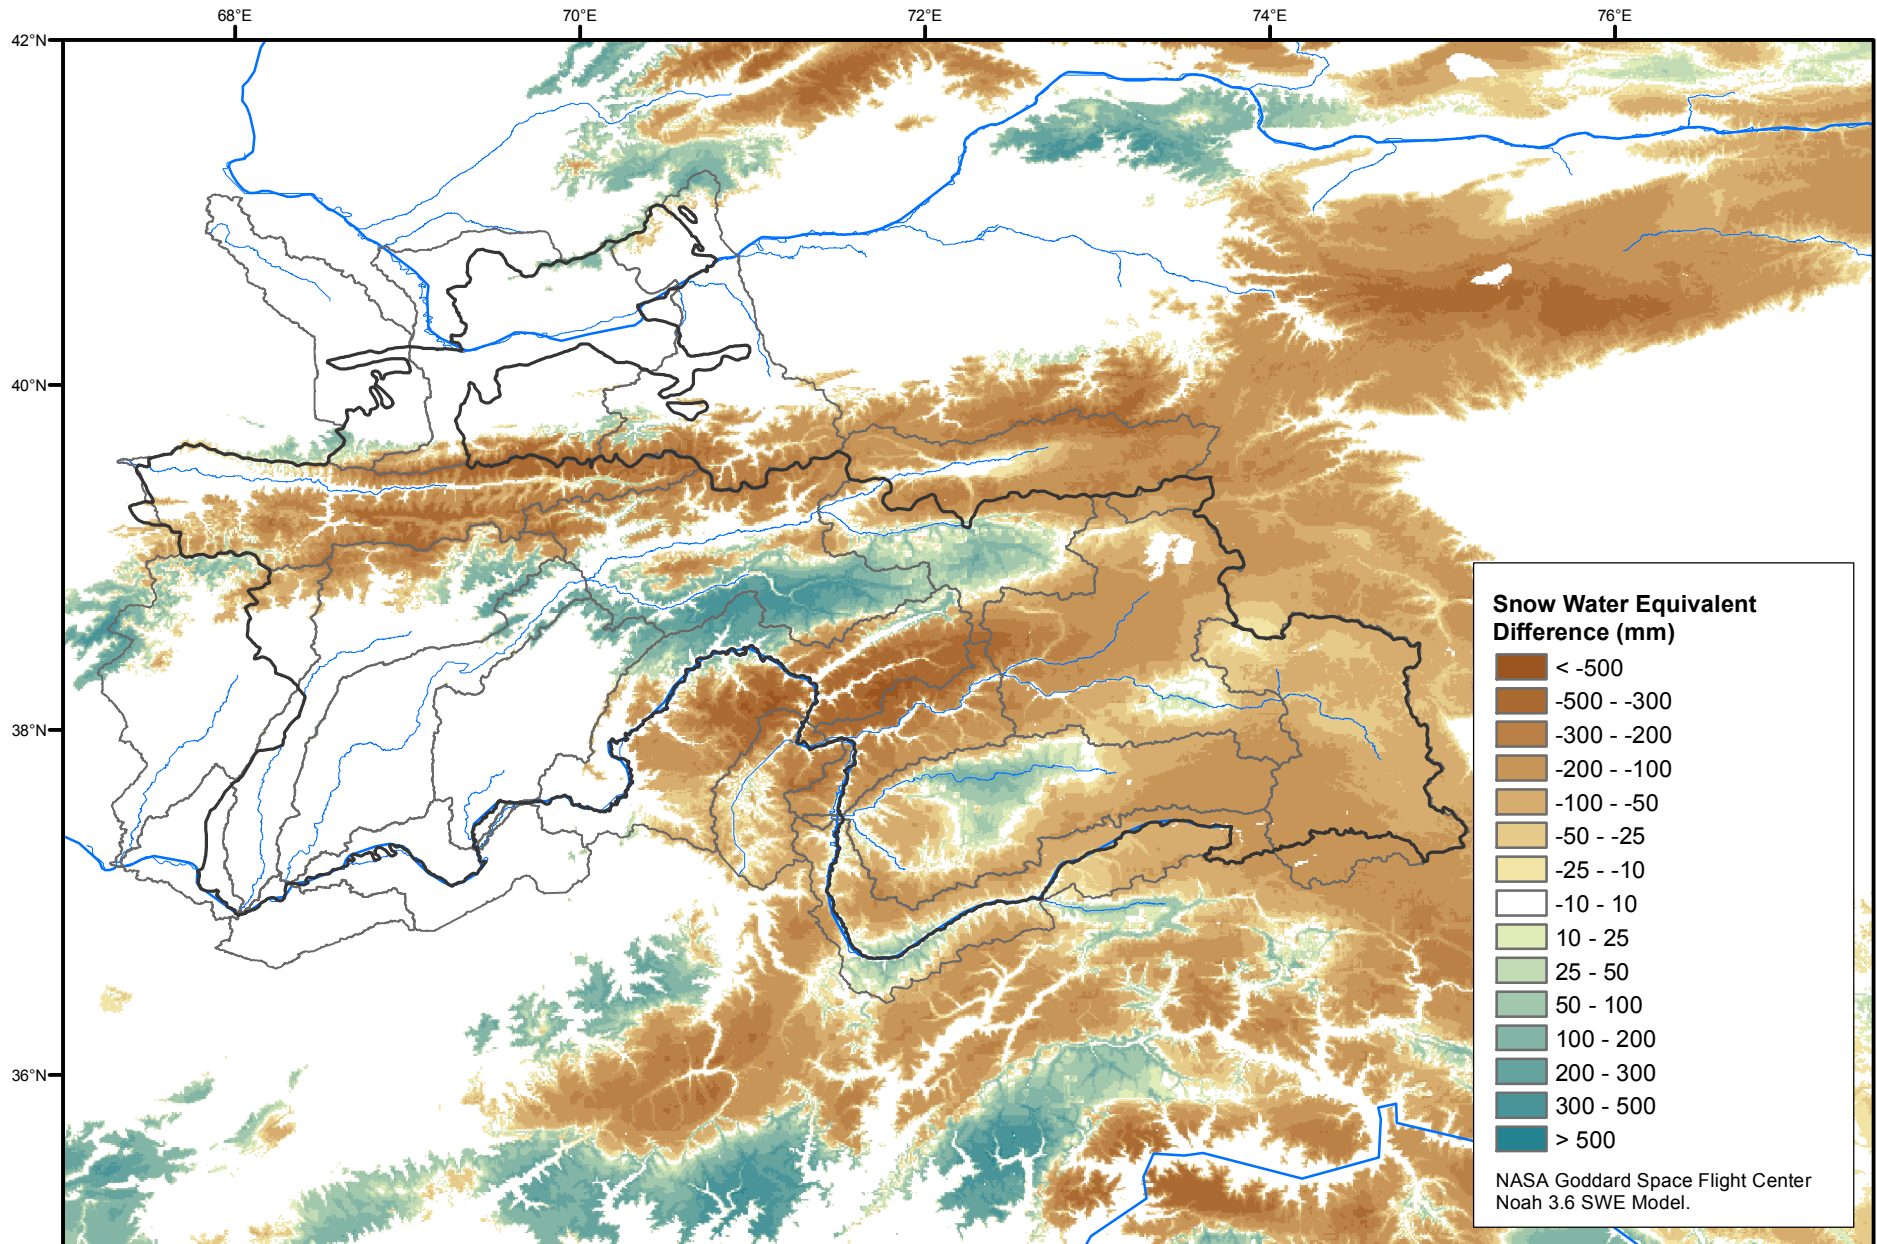 68°E 70°E 72°E 74°E 76°E
42°N
40°N
38°N
36°N
Snow Water Equivalent
Difference (mm)
< -500
-500 - -300
-300 - -200
-200 - -100
-100 - -50
-50 - -25
-25 - -10
-10 - 10
10 - 25
25 - 50
50 - 100
100 - 200
200 - 300
300 - 500
> 500
NASA Goddard Space Flight Center
Noah 3.6 SWE Model.